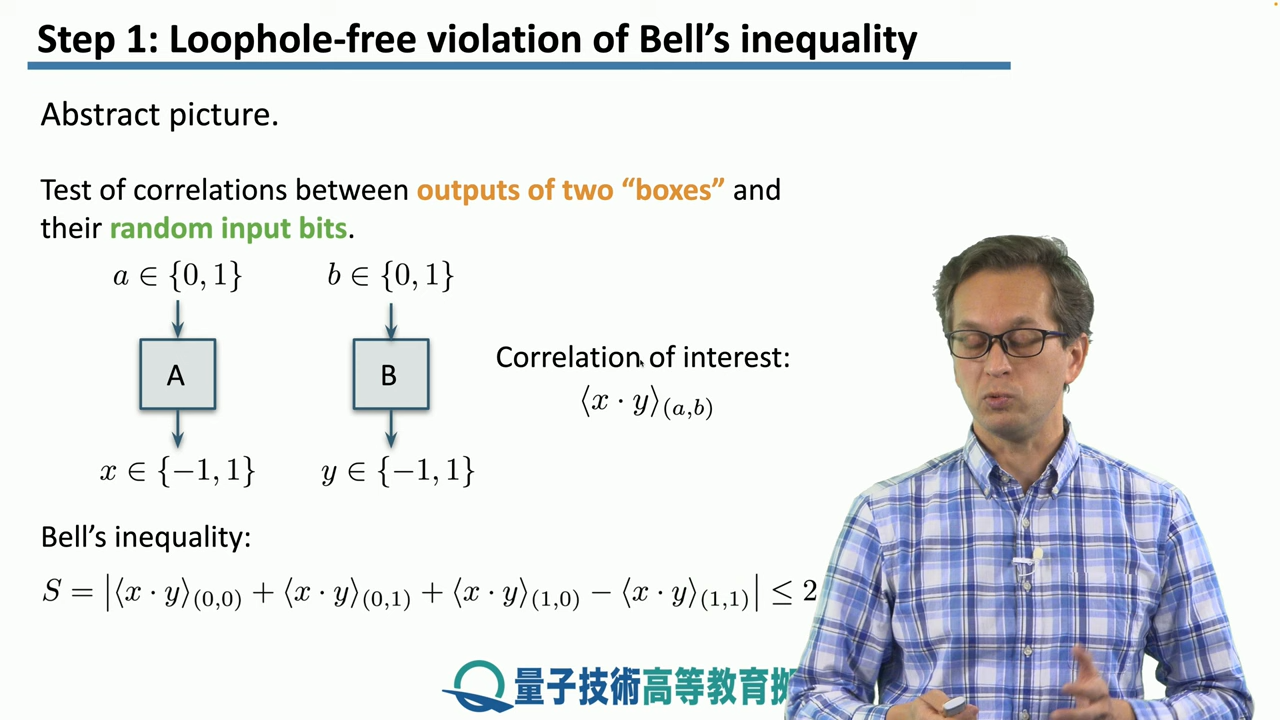 Step 1: Loophole-free violation of Bell's inequality
Abstract picture.
Test of correlations between outputs of two “boxes” and
their random input bits.
a ∈ {0, 1} b ∈ {0, 1}
A B
Correlation of interest:
⟨x · y⟩(a,b)
x ∈ {−1, 1} y ∈ {−1, 1}
Bell’s inequality:
S = |⟨x · y⟩(0,0) + ⟨x · y⟩(0,1) + ⟨x · y⟩(1,0) − ⟨x · y⟩(1,1)| ≤ 2
量子技術高等教育